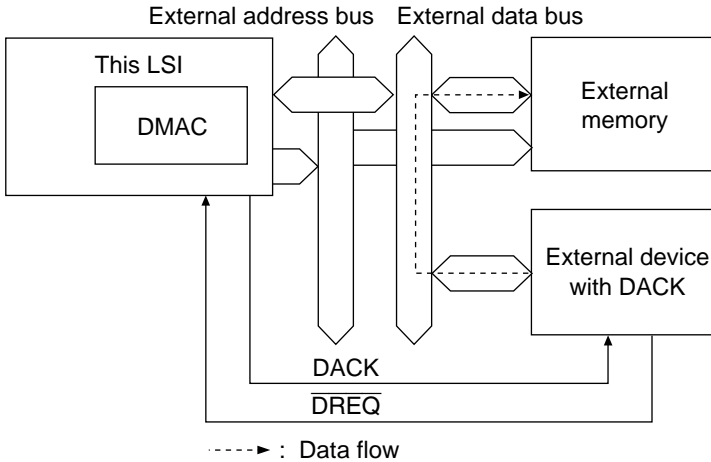 External address bus
External data bus
This LSI
DMAC
External
memory
External device
with DACK
DACK
DREQ
: Data flow